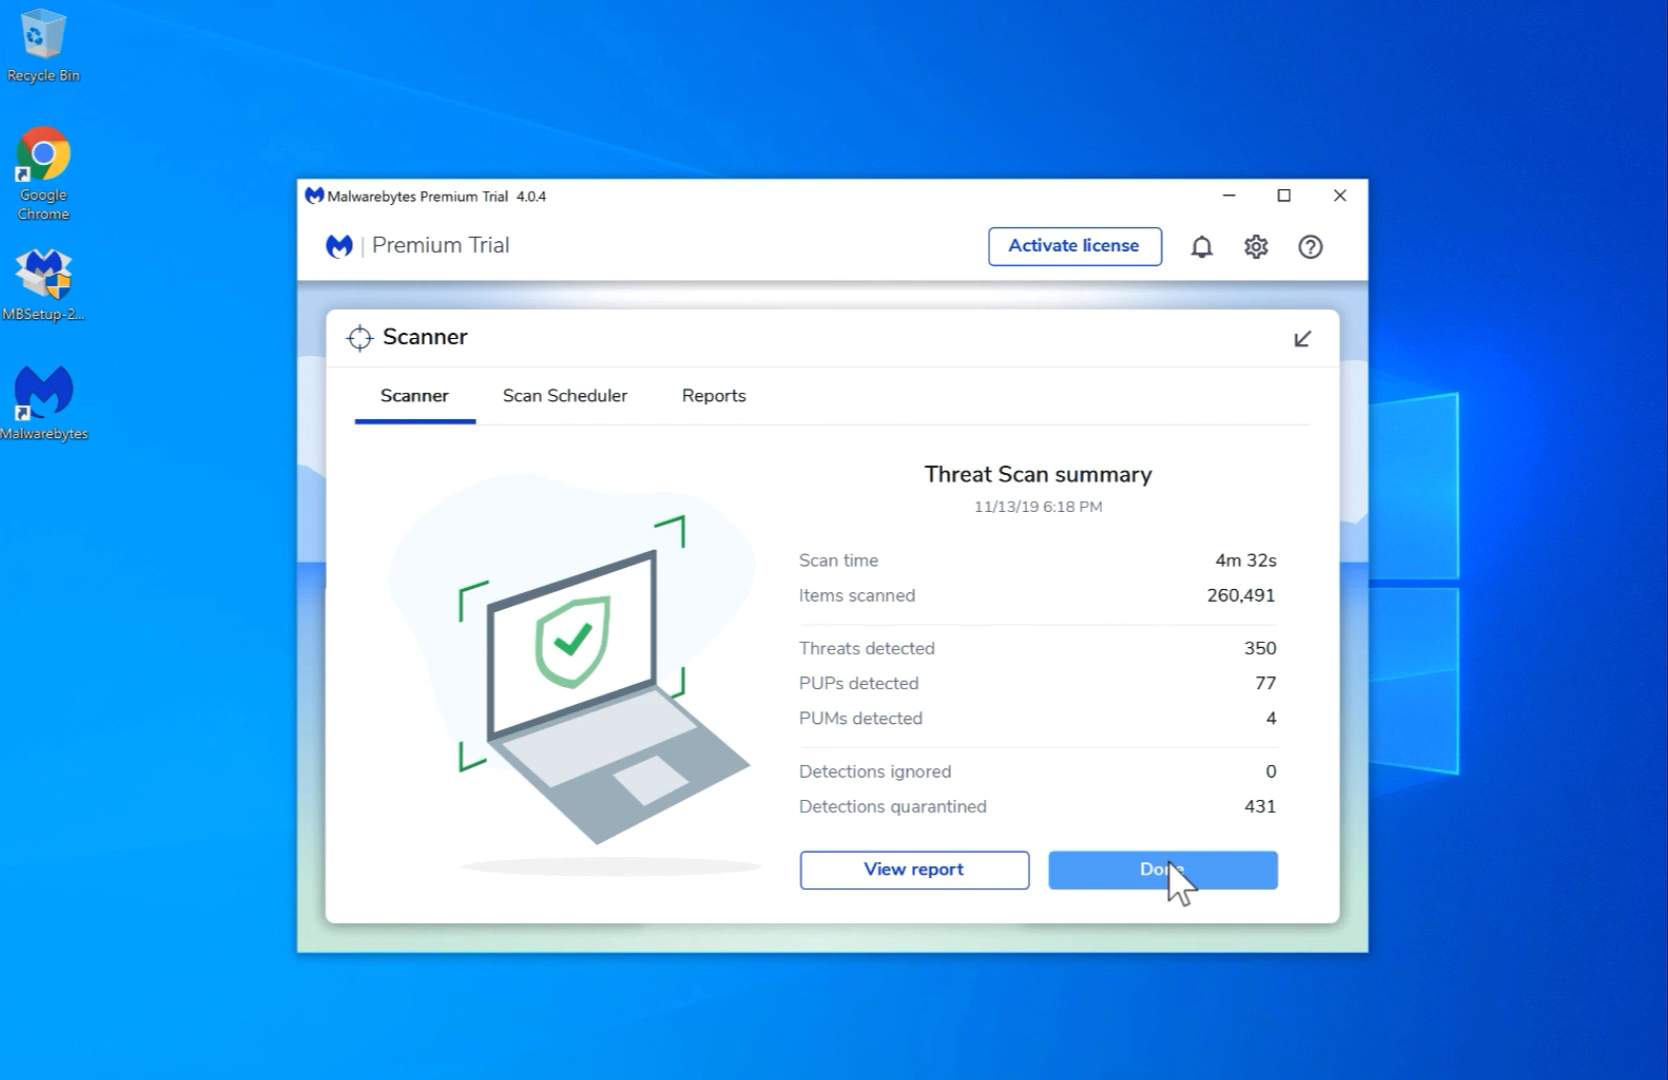 Recycle Bin
Google
Chrome
MBSetup-2...
Malwarebytes
Malwarebytes Premium Trial 4.0.4
Premium Trial
Activate license
Scanner
Scanner
Scan Scheduler
Reports
Threat Scan summary
11/13/19 6:18 PM
Scan time 4m 32s
Items scanned 260,491
Threats detected 350
PUPs detected 77
PUMs detected 4
Detections ignored 0
Detections quarantined 431
View report
Done